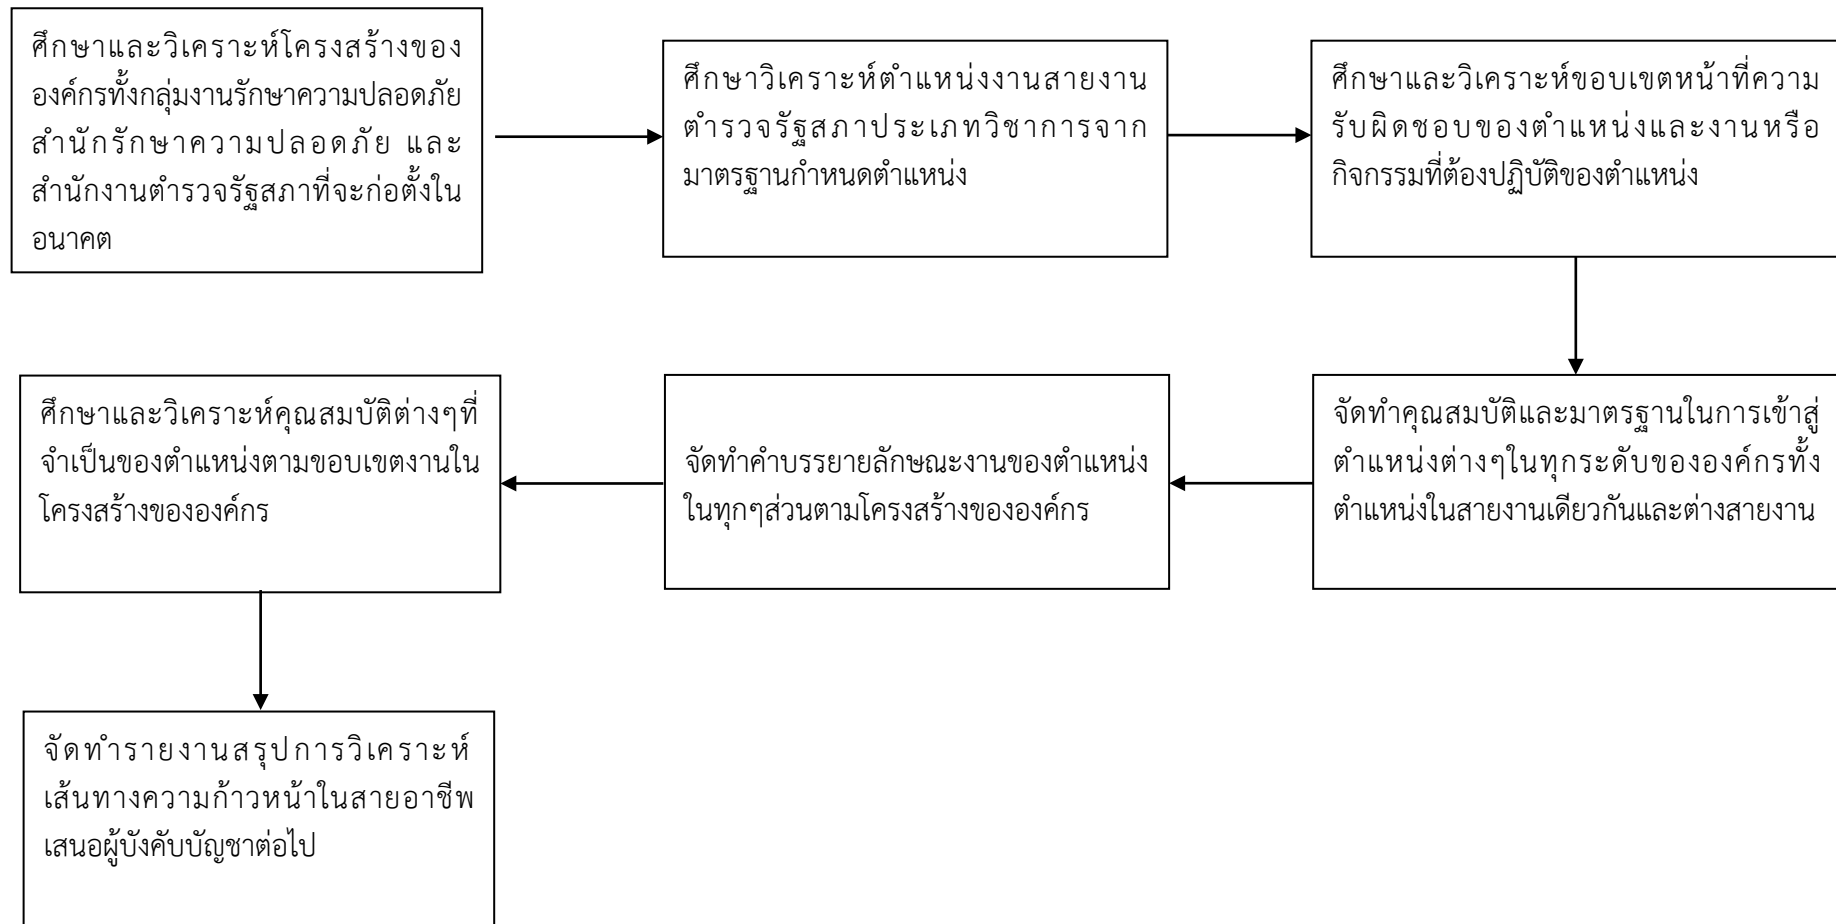 ศึกษาและวิเคราะห์โครงสร้างของ
องค์กรทั้งกลุ่มงานรักษาความปลอดภัย
สำนักรักษาความปลอดภัย และ
สำนักงานตำรวจรัฐสภาที่จะก่อตั้งใน
อนาคต
ศึกษาวิเคราะห์ตำแหน่งงานสายงาน
ตำรวจรัฐสภาประเภทวิชาการจาก
มาตรฐานกำหนดตำแหน่ง
ศึกษาและวิเคราะห์ขอบเขตหน้าที่ความ
รับผิดชอบของตำแหน่งและงานหรือ
กิจกรรมที่ต้องปฏิบัติของตำแหน่ง
จัดทำคุณสมบัติและมาตรฐานในการเข้าสู่
ตำแหน่งต่างๆในทุกระดับขององค์กรทั้ง
ตำแหน่งในสายงานเดียวกันและต่างสายงาน
จัดทำคำบรรยายลักษณะงานของตำแหน่ง
ในทุกๆส่วนตามโครงสร้างขององค์กร
ศึกษาและวิเคราะห์คุณสมบัติต่างๆที่
จำเป็นของตำแหน่งตามขอบเขตงานใน
โครงสร้างขององค์กร
จัดทำรายงานสรุปการวิเคราะห์
เส้นทางความก้าวหน้าในสายอาชีพ
เสนอผู้บังคับบัญชาต่อไป